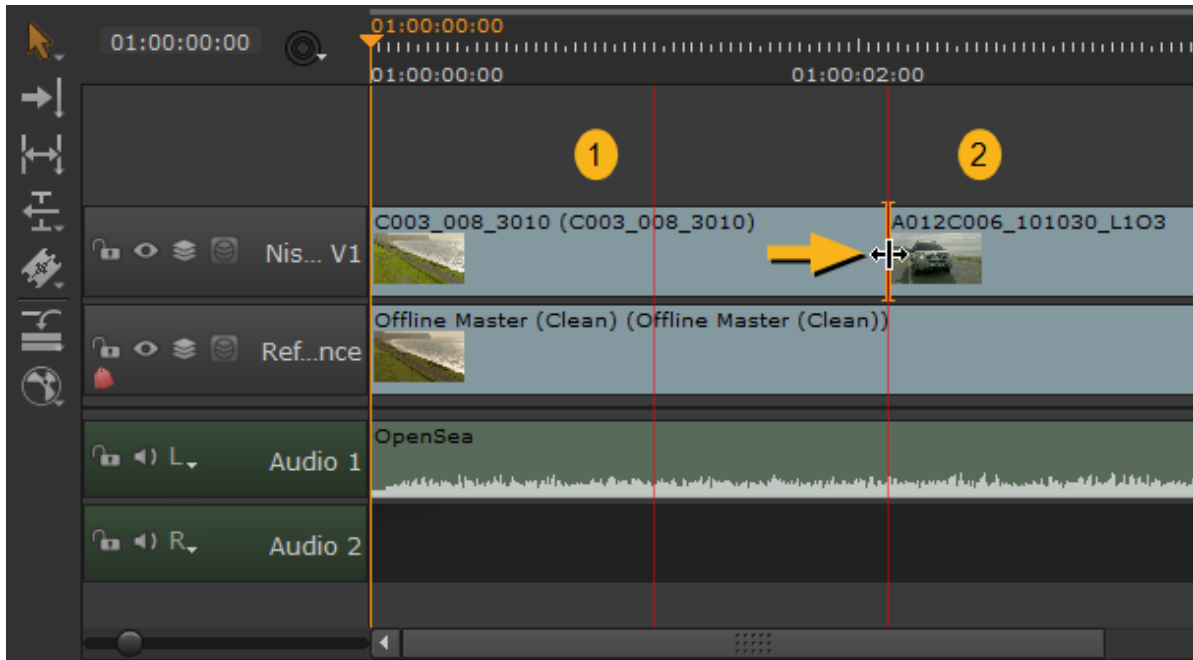 01:00:00:00
01:00:00:00
01:00:00:00 01:00:02:00
1 2
C003_008_3010 (C003_008_3010) A012C006_101030_L1O3
Nis... V1
Offline Master (Clean) (Offline Master (Clean))
Ref...nce
OpenSea
L Audio 1
R Audio 2